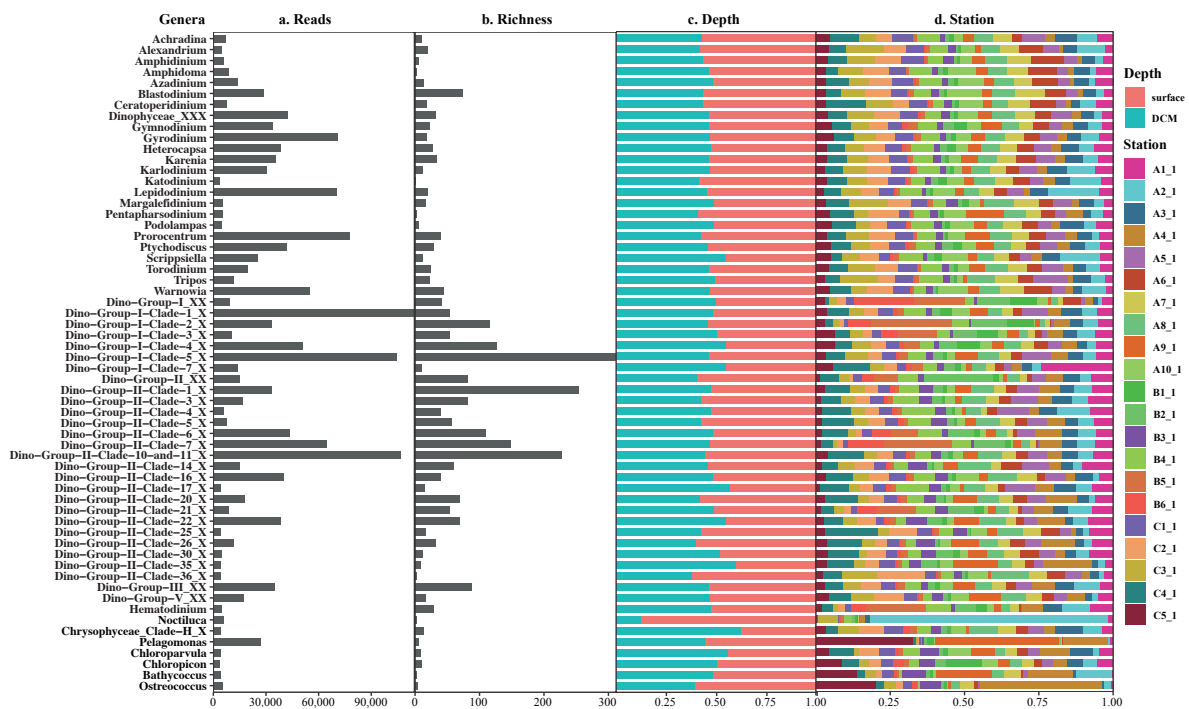 Genera
a. Reads
b. Richness
c. Depth
d. Station
Achradina
Alexandrium
Amphidinium
Amphidoma
Azadinium
Blastodinium
Ceratoperidinium
Dinophyceae_XXX
Gymnodinium
Gyrodinium
Heterocapsa
Karenia
Karlodinium
Katodinium
Lepidodinium
Margalefidinium
Pentapharsodinium
Podolampas
Prorocentrum
Ptychodiscus
Scrippsiella
Torodinium
Tripos
Warnowia
Dino−Group−I_XX
Dino−Group−I−Clade−1_X
Dino−Group−I−Clade−2_X
Dino−Group−I−Clade−3_X
Dino−Group−I−Clade−4_X
Dino−Group−I−Clade−5_X
Dino−Group−I−Clade−7_X
Dino−Group−II_XX
Dino−Group−II−Clade−1_X
Dino−Group−II−Clade−3_X
Dino−Group−II−Clade−4_X
Dino−Group−II−Clade−5_X
Dino−Group−II−Clade−6_X
Dino−Group−II−Clade−7_X
Dino−Group−II−Clade−10−and−11_X
Dino−Group−II−Clade−14_X
Dino−Group−II−Clade−16_X
Dino−Group−II−Clade−17_X
Dino−Group−II−Clade−20_X
Dino−Group−II−Clade−21_X
Dino−Group−II−Clade−22_X
Dino−Group−II−Clade−25_X
Dino−Group−II−Clade−26_X
Dino−Group−II−Clade−30_X
Dino−Group−II−Clade−35_X
Dino−Group−II−Clade−36_X
Dino−Group−III_XX
Dino−Group−V_XX
Hematodinium
Noctiluca
Chrysophyceae_Clade−H_X
Pelagomonas
Chloroparvula
Chloropicon
Bathycoccus
Ostreococcus
0 30,000 60,000 90,000
0 100 200 300
0.25 0.5 0.75 1.00
0.25 0.50 0.75 1.00
Depth
surface
DCM
Station
A1_1
A2_1
A3_1
A4_1
A5_1
A6_1
A7_1
A8_1
A9_1
A10_1
B1_1
B2_1
B3_1
B4_1
B5_1
B6_1
C1_1
C2_1
C3_1
C4_1
C5_1